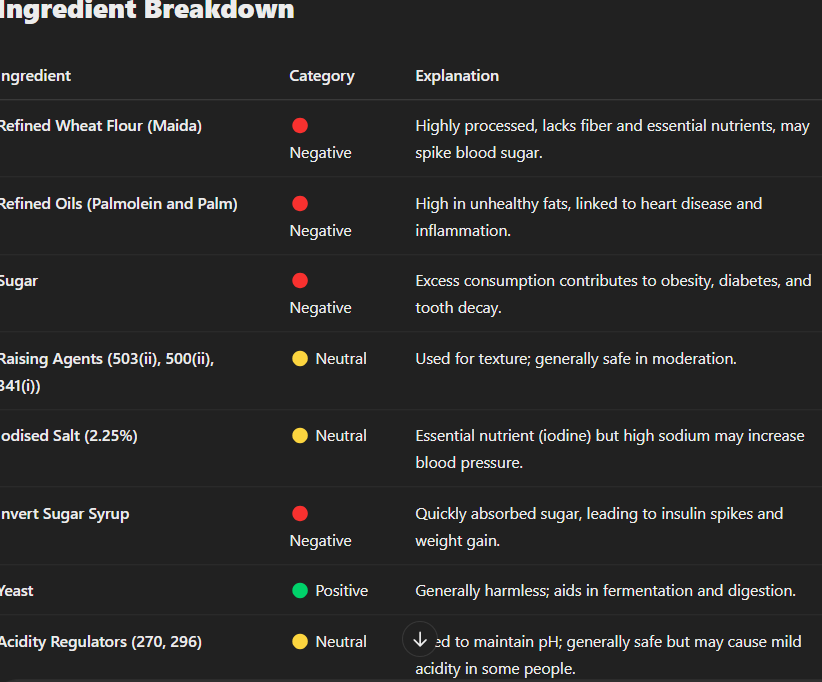 Ingredient Breakdown
ngredient Category Explanation
Refined Wheat Flour (Maida) Negative Highly processed, lacks fiber and essential nutrients, may
spike blood sugar.
Refined Oils (Palmolein and Palm) Negative High in unhealthy fats, linked to heart disease and
inflammation.
Sugar Negative Excess consumption contributes to obesity, diabetes, and
tooth decay.
Raising Agents (503(ii), 500(ii), Neutral Used for texture; generally safe in moderation.
341(i))
odised Salt (2.25%) Neutral Essential nutrient (iodine) but high sodium may increase
blood pressure.
nvert Sugar Syrup Negative Quickly absorbed sugar, leading to insulin spikes and
weight gain.
Yeast Positive Generally harmless; aids in fermentation and digestion.
Acidity Regulators (270, 296) Neutral ed to maintain pH; generally safe but may cause mild
acidity in some people.